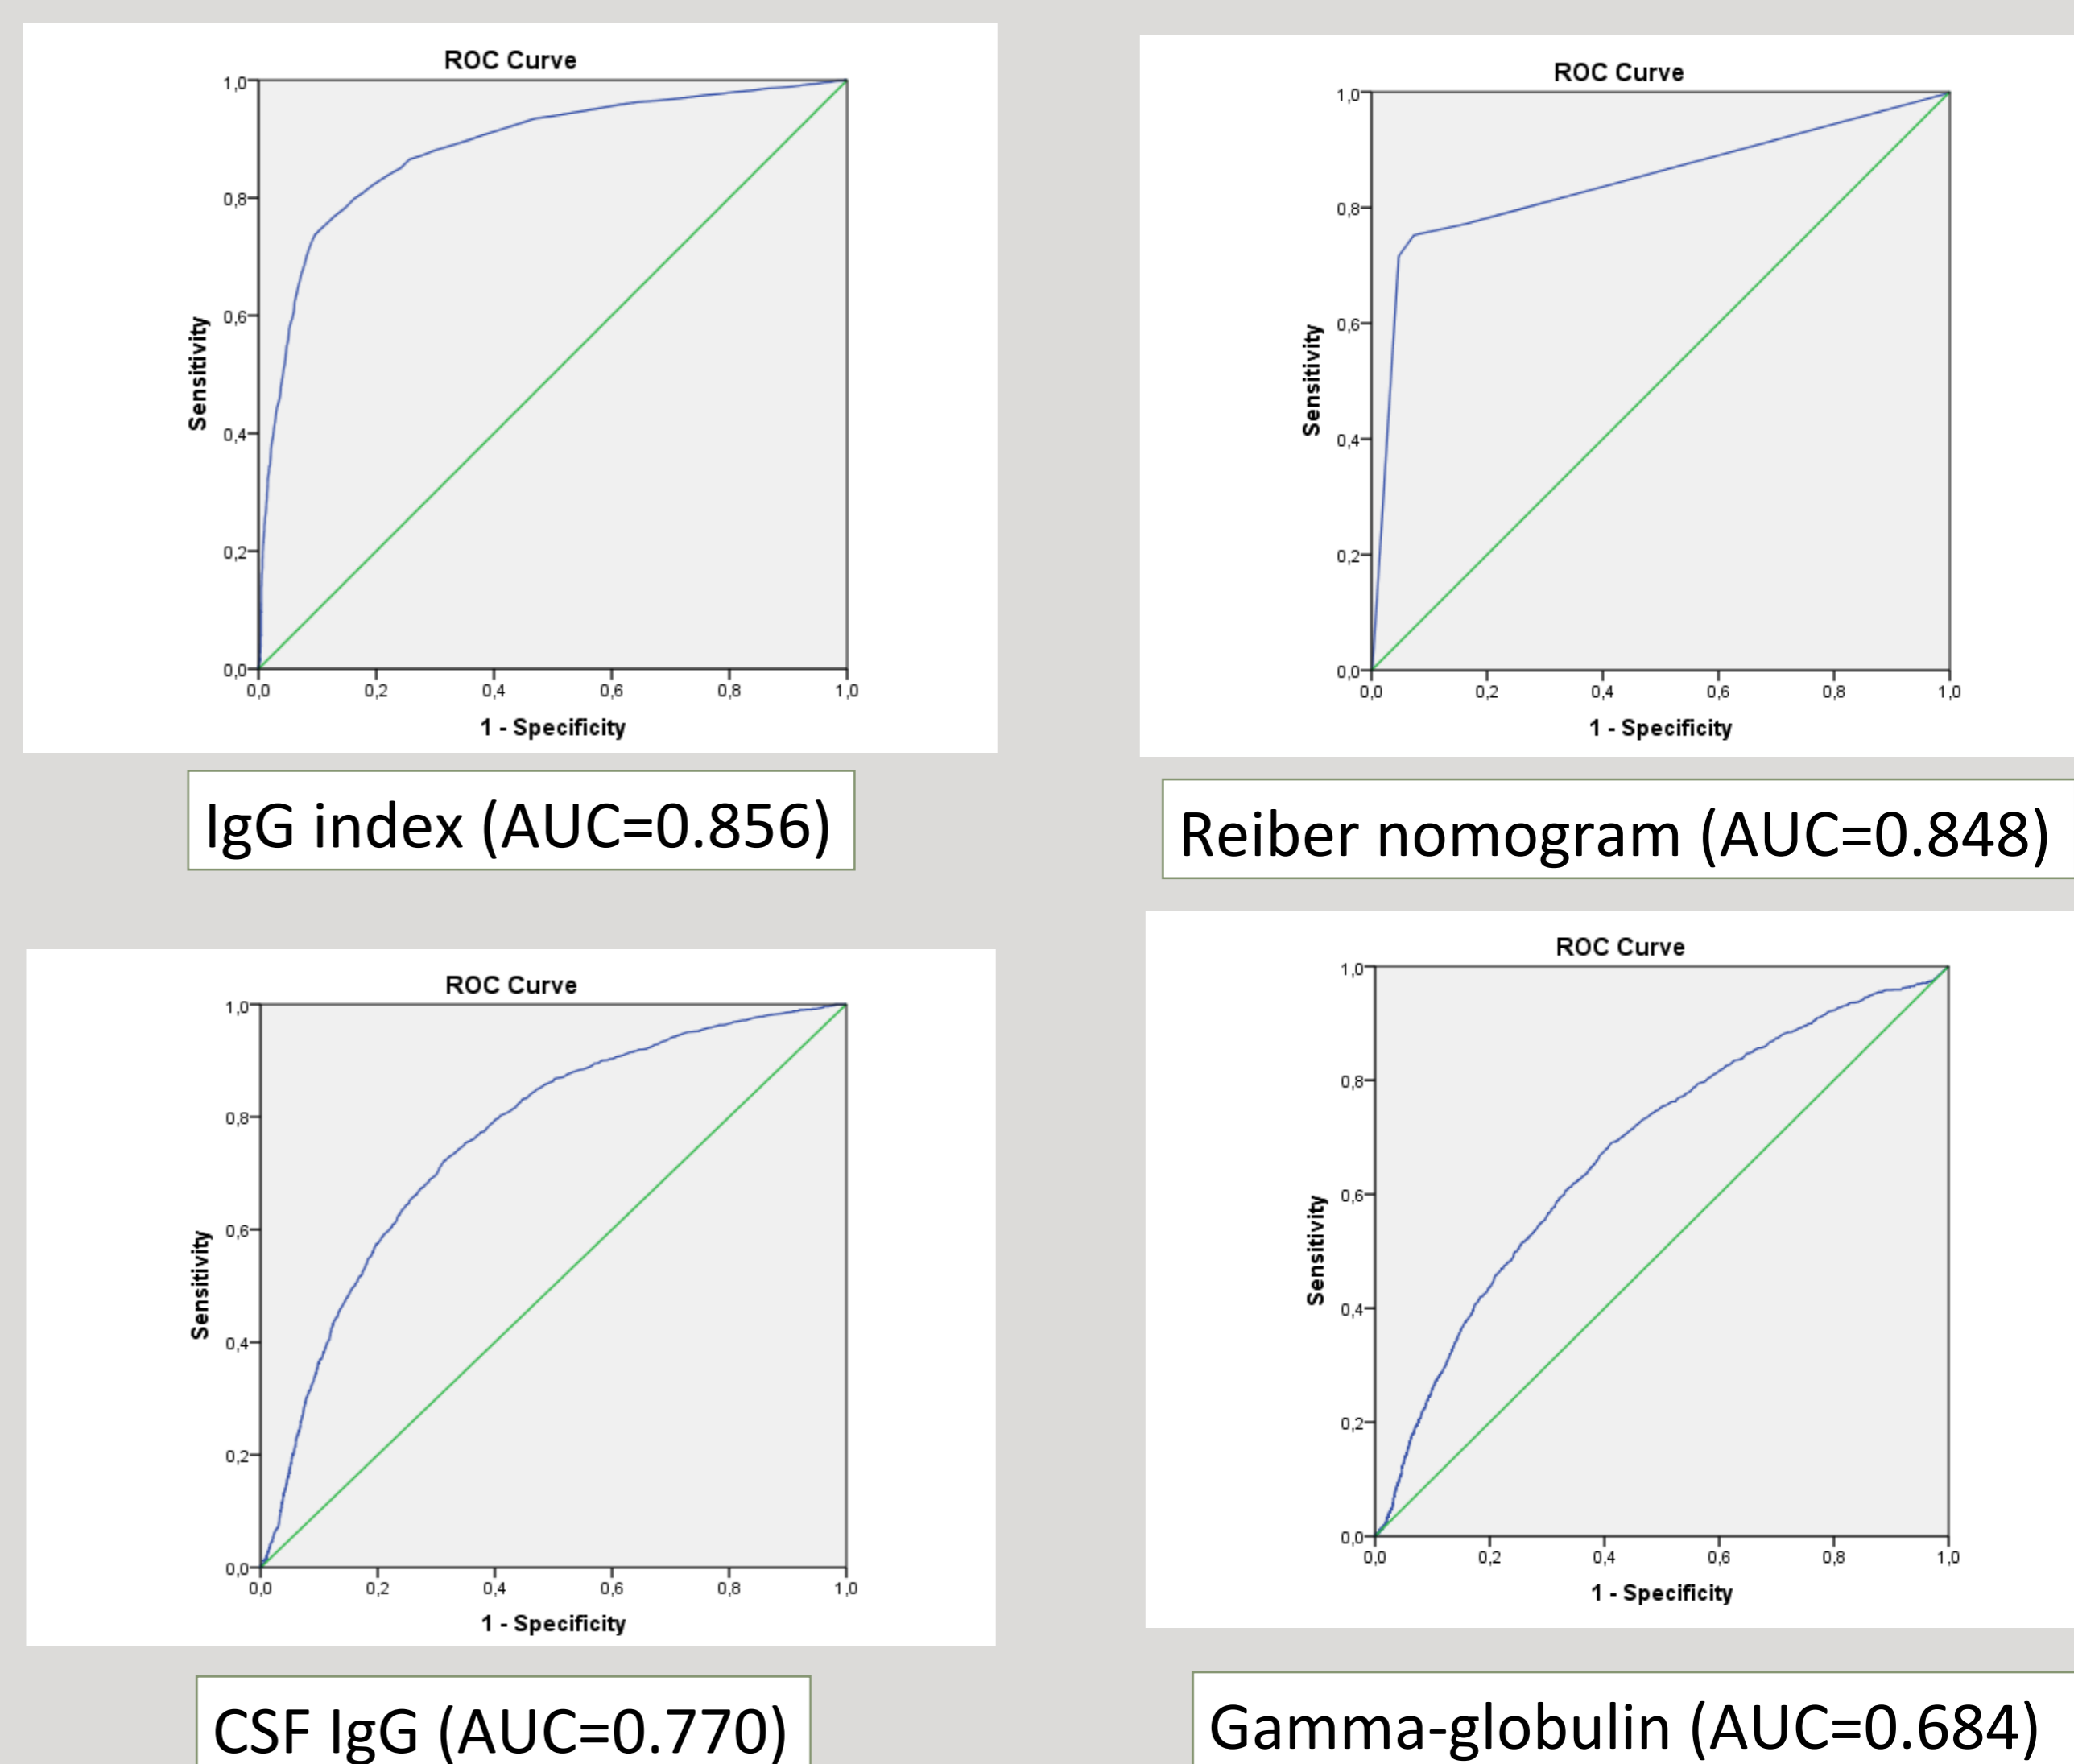 ROC Curve
1,0
0,8
0,6
0,4
0,2
0,0
Sensitivity
0,0 0,2 0,4 0,6 0,8 1,0
1 - Specificity
IgG index (AUC=0.856)
ROC Curve
1,0
0,8
0,6
0,4
0,2
0,0
Sensitivity
0,0 0,2 0,4 0,6 0,8 1,0
1 - Specificity
Reiber nomogram (AUC=0.848)
ROC Curve
1,0
0,8
0,6
0,4
0,2
0,0
Sensitivity
0,0 0,2 0,4 0,6 0,8 1,0
1 - Specificity
CSF IgG (AUC=0.770)
ROC Curve
1,0
0,8
0,6
0,4
0,2
0,0
Sensitivity
0,0 0,2 0,4 0,6 0,8 1,0
1 - Specificity
Gamma-globulin (AUC=0.684)